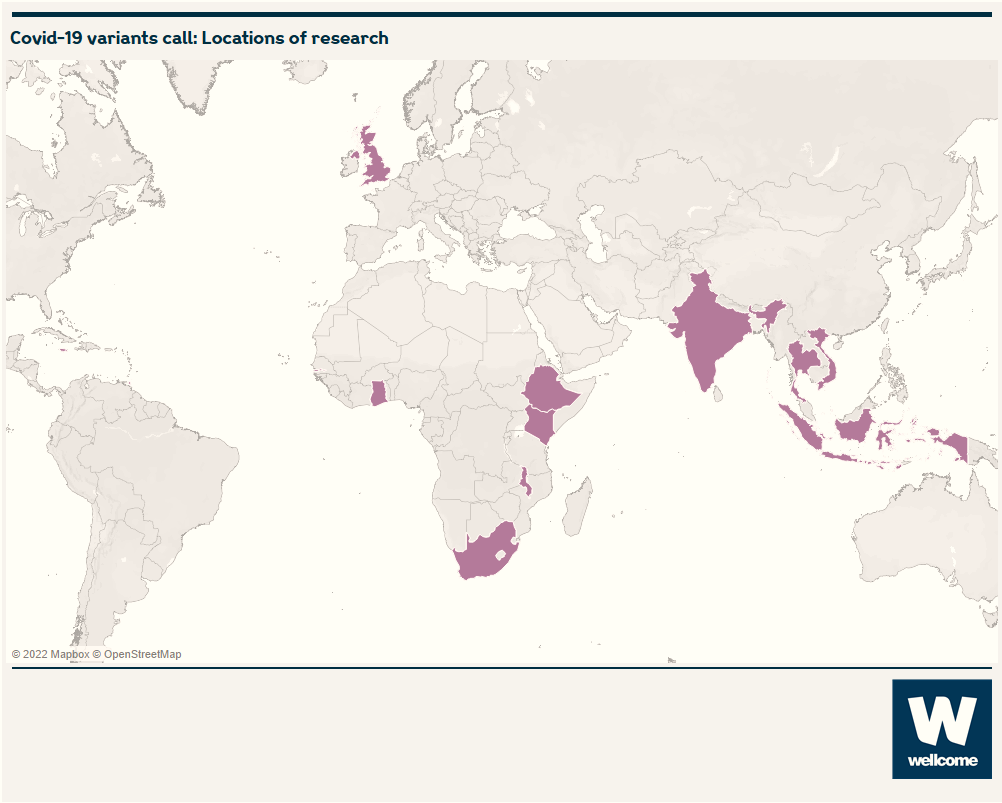 Covid-19 variants call: Locations of research
© 2022 Mapbox © OpenStreetMap
W
wellcome